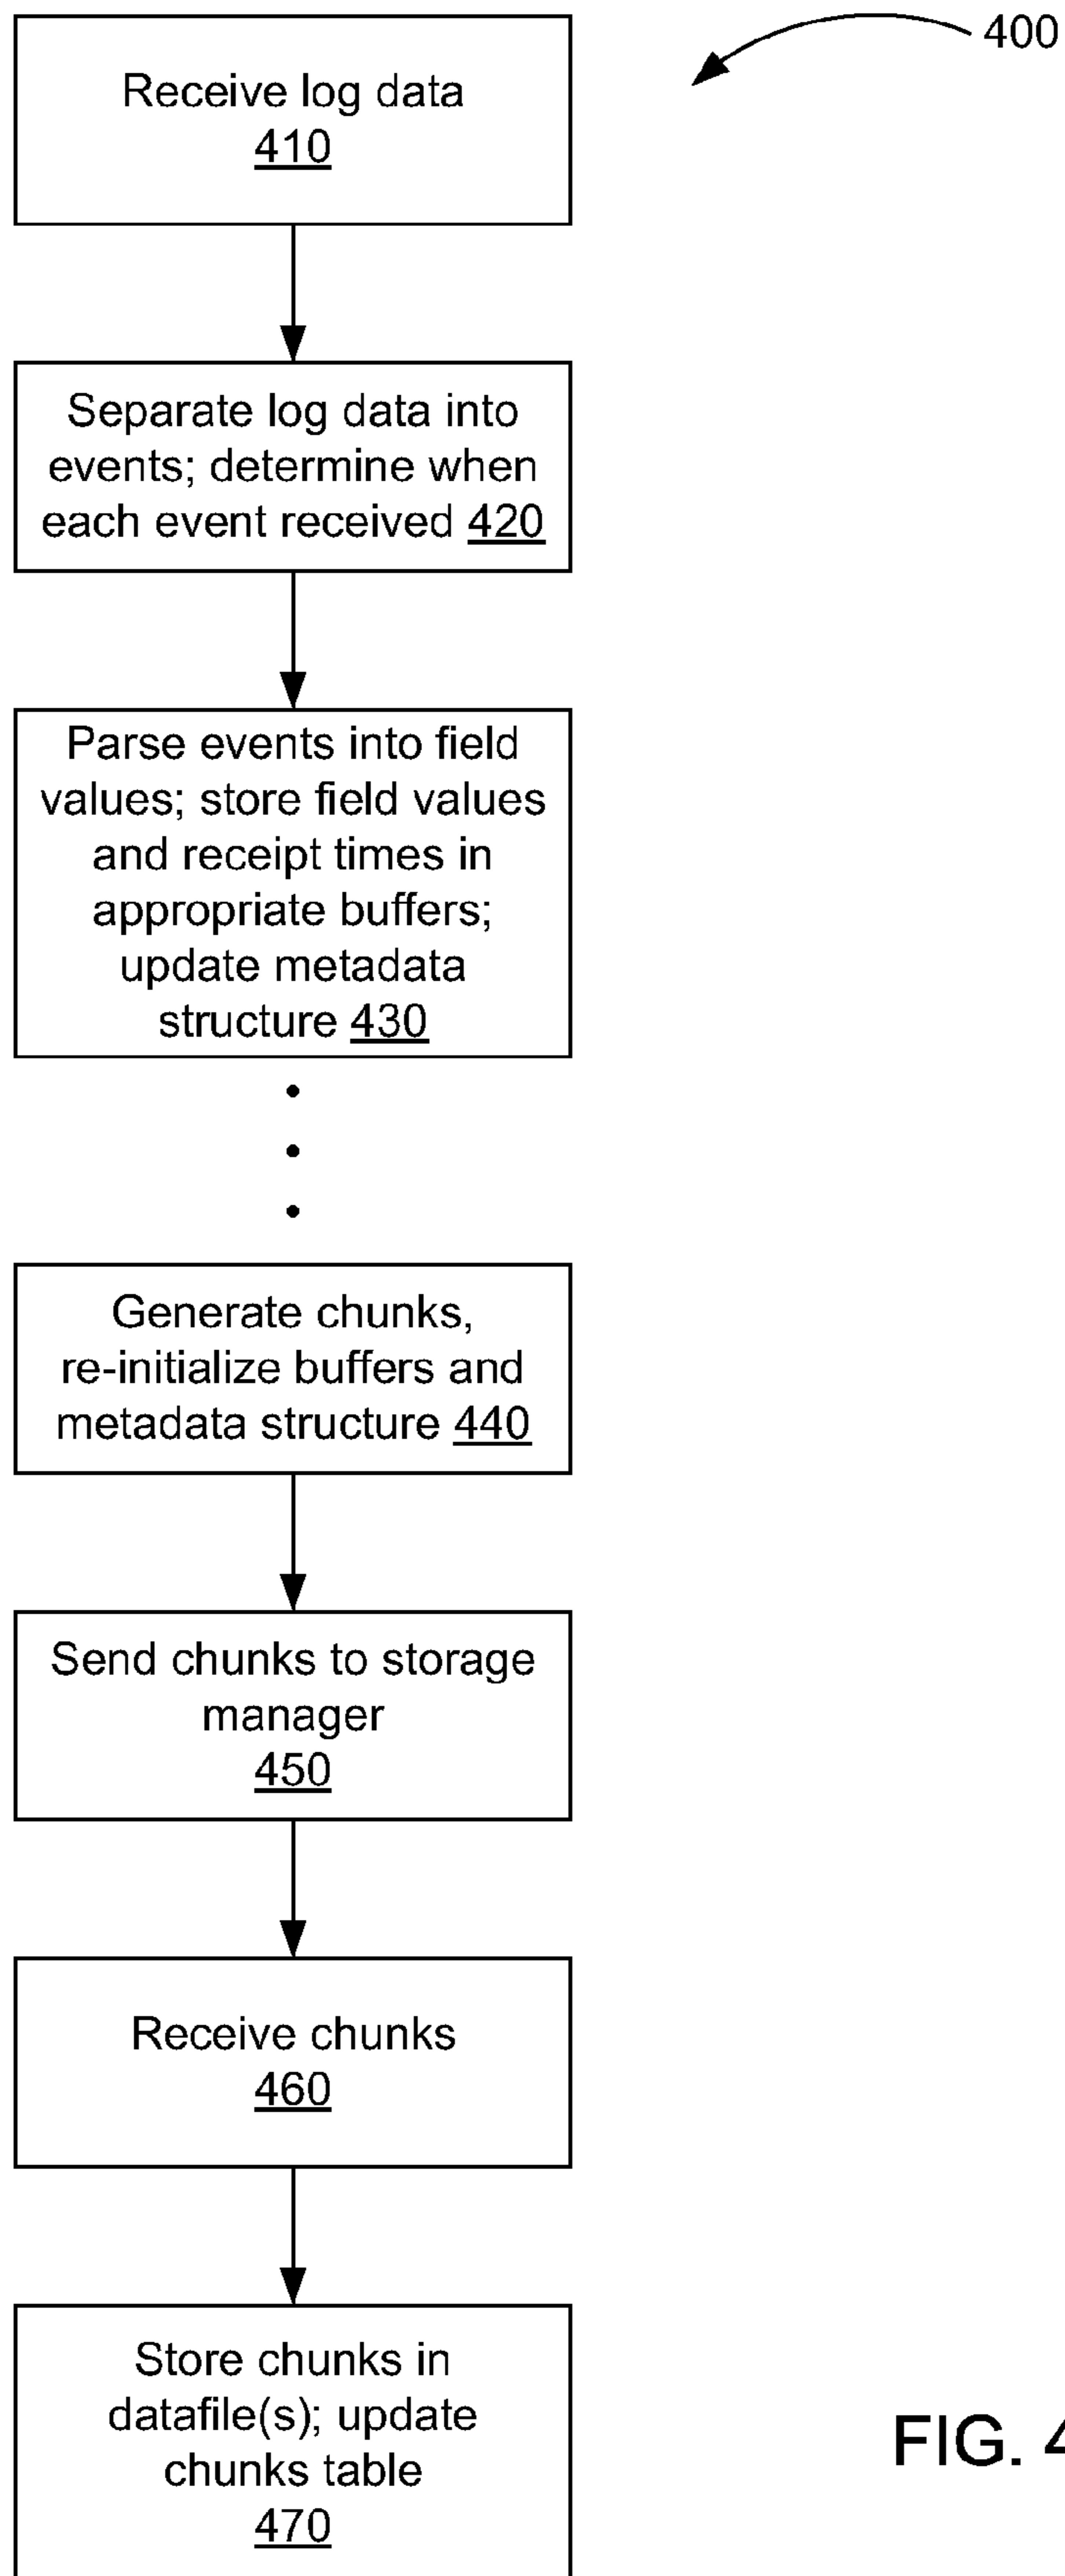 400
Receive log data
410
Separate log data into
events; determine when
each event received 420
Parse events into field
values; store field values
and receipt times in
appropriate buffers;
update metadata
structure 430
Generate chunks,
re-initialize buffers and
metadata structure 440
Send chunks to storage
manager
450
Receive chunks
460
Store chunks in
datafile(s); update
chunks table
470
FIG. 4